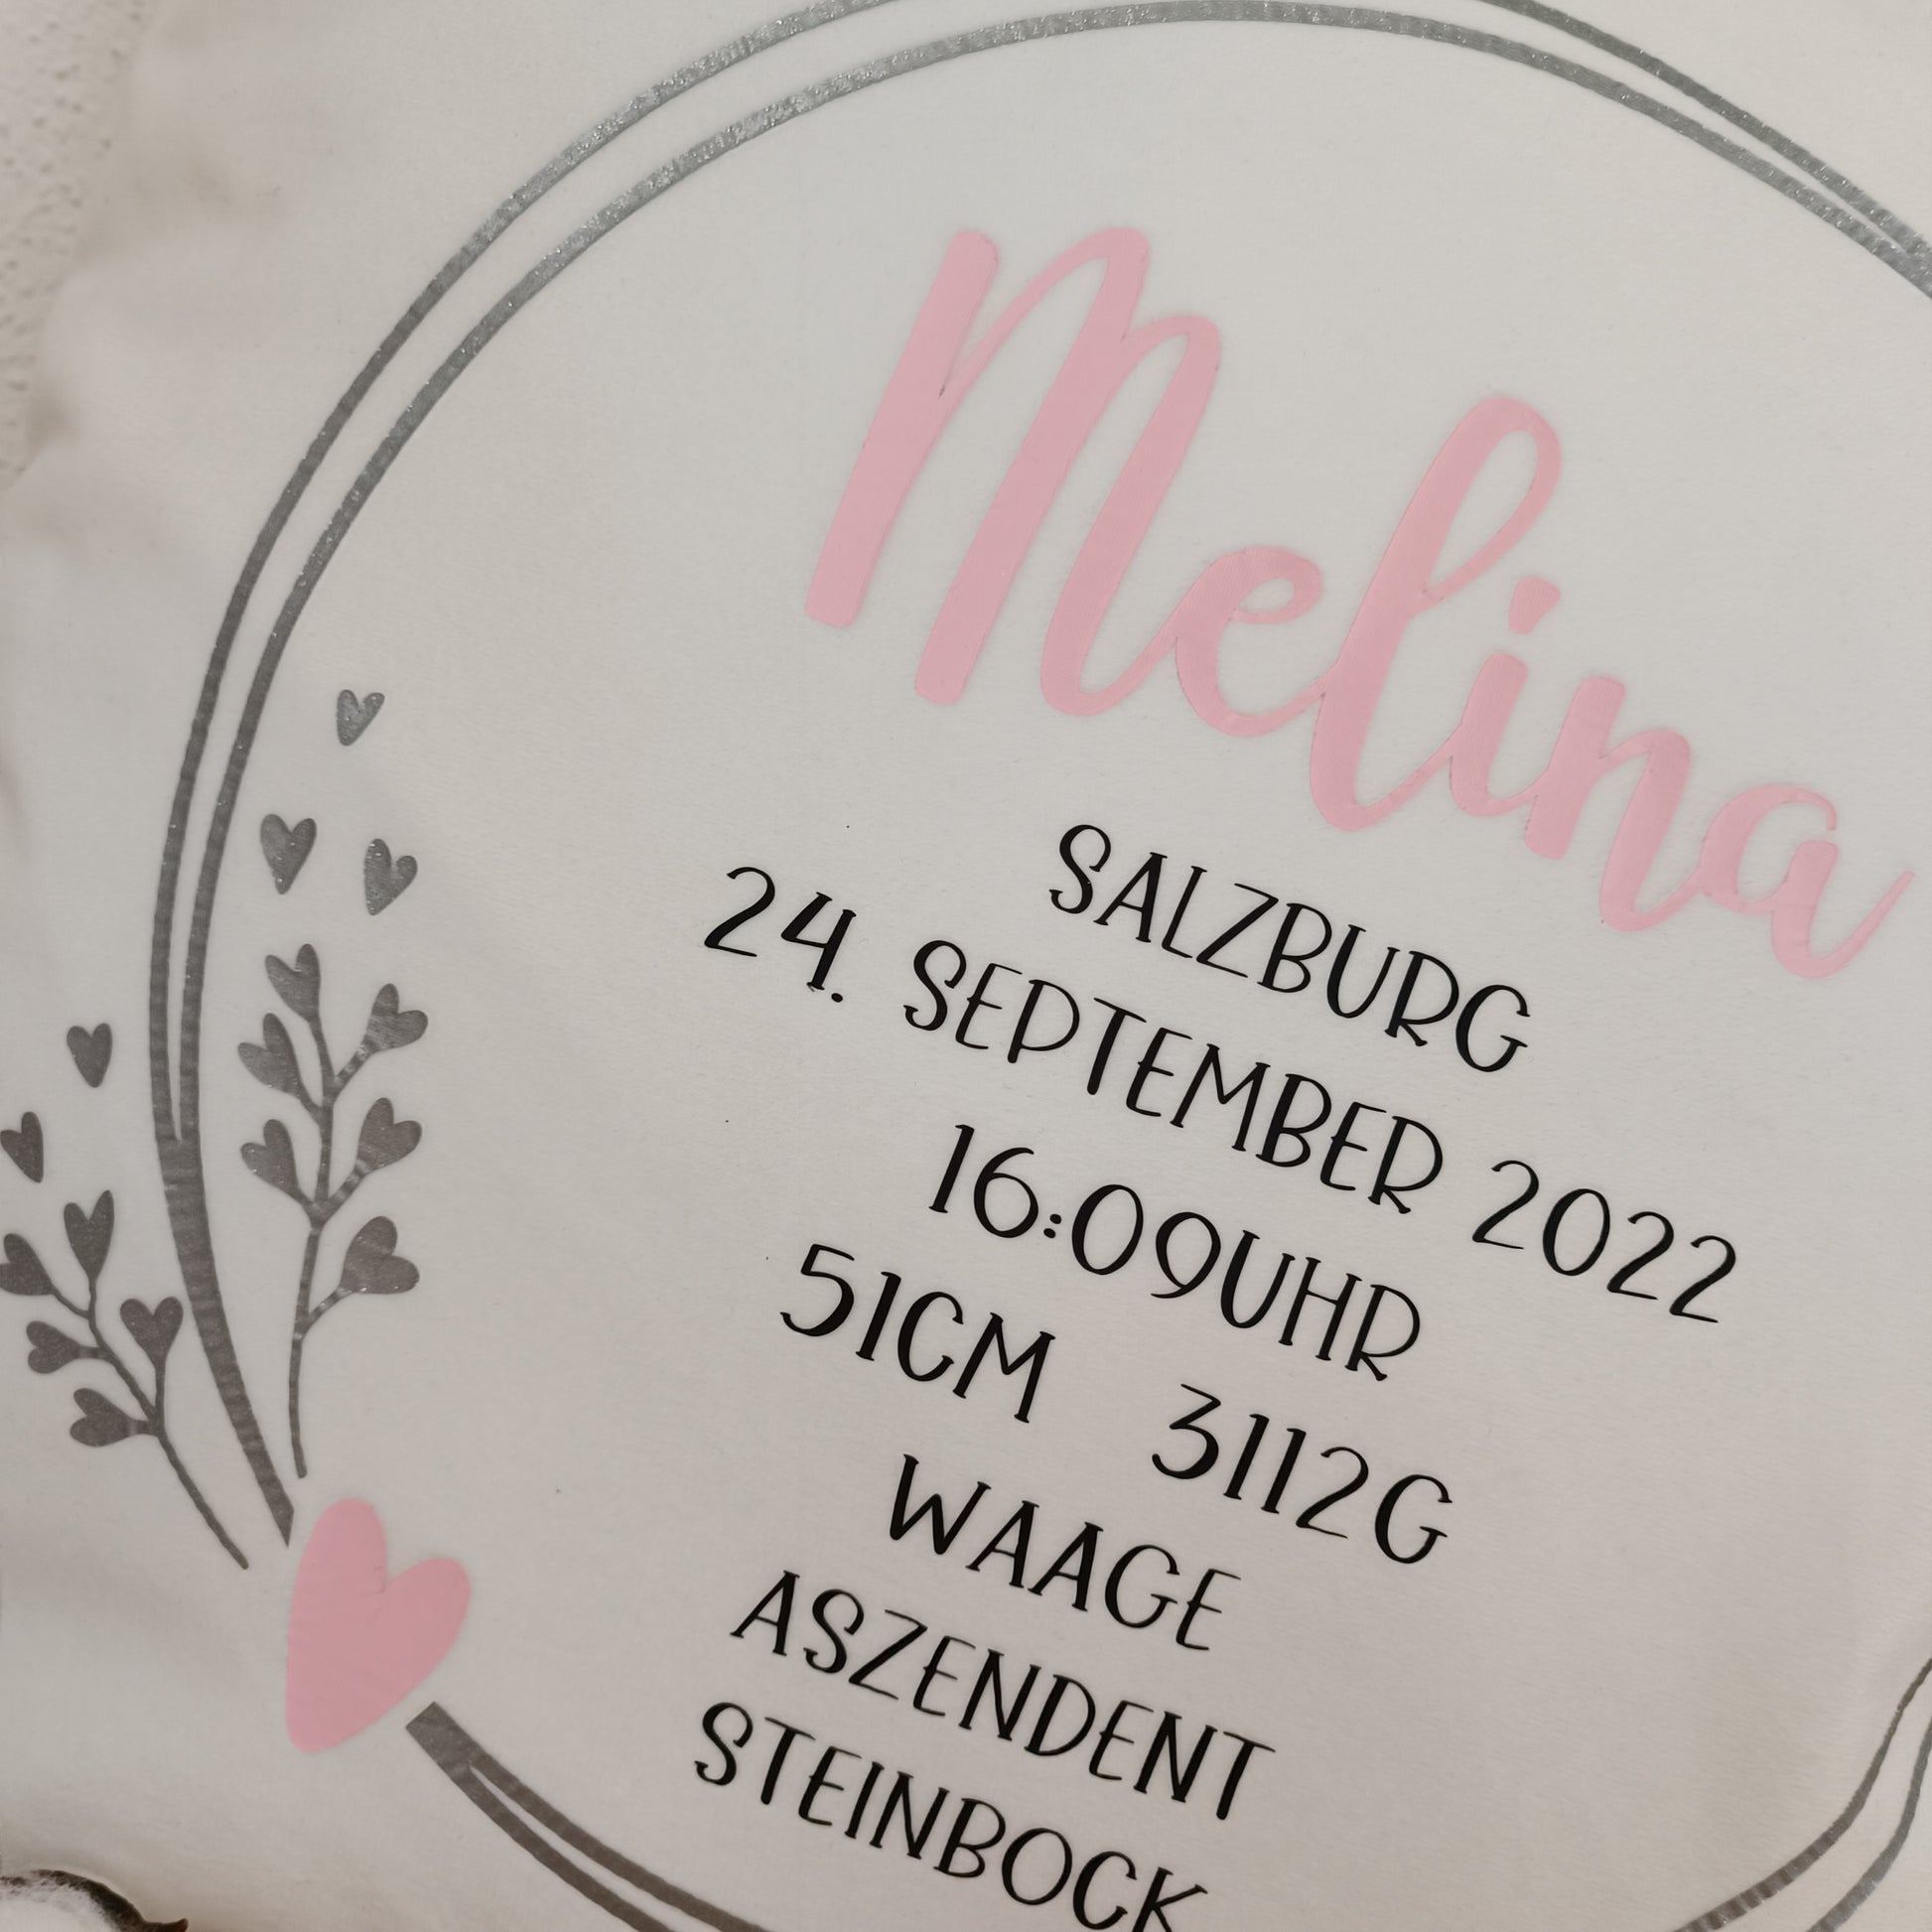 Melina
SALZBURG
24. SEPTEMBER 2022
16:09UHR
51CM 3112G
WAAGE
ASZENDENT
STEINBOCK